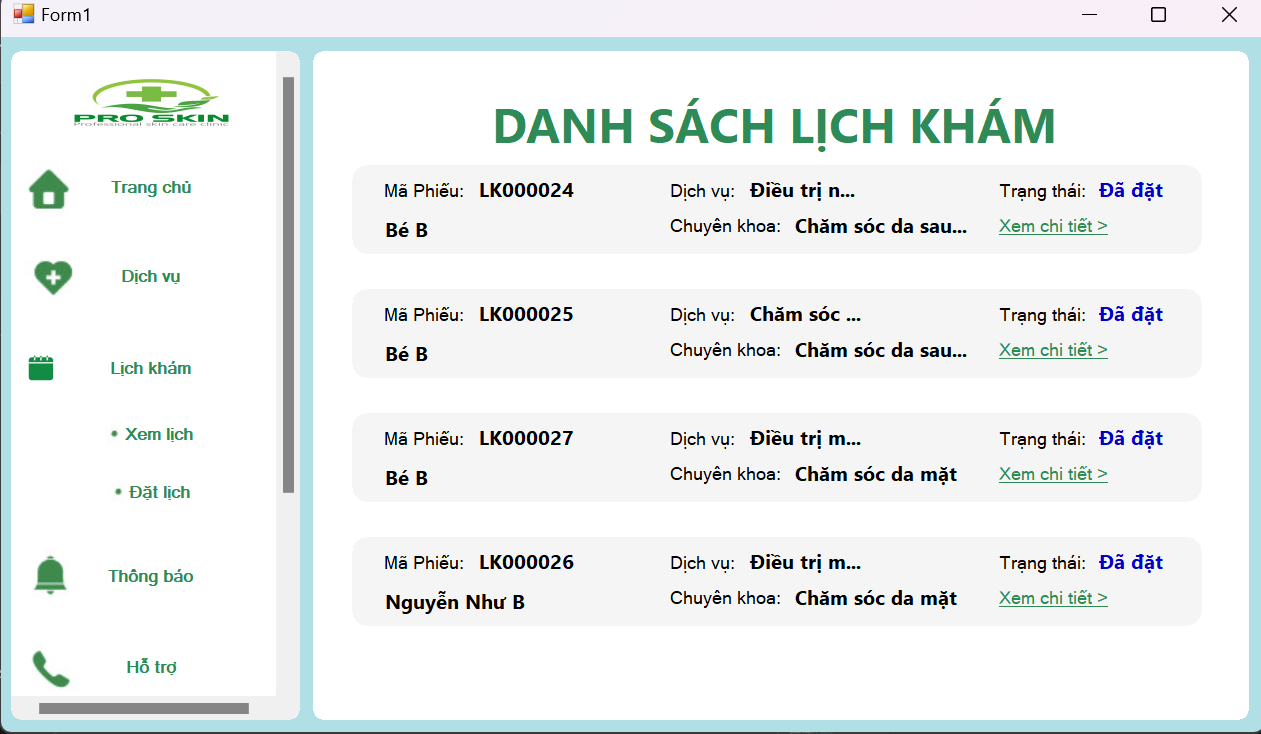 Form1
PRO SKIN
Professional skin care clinic
Trang chủ
Dịch vụ
Lịch khám
• Xem lịch
• Đặt lịch
Thông báo
Hỗ trợ
DANH SÁCH LỊCH KHÁM
Mã Phiếu: LK000024 Dịch vụ: Điều trị n... Trạng thái: Đã đặt
Bé B Chuyên khoa: Chăm sóc da sau... Xem chi tiết >
Mã Phiếu: LK000025 Dịch vụ: Chăm sóc ... Trạng thái: Đã đặt
Bé B Chuyên khoa: Chăm sóc da sau... Xem chi tiết >
Mã Phiếu: LK000027 Dịch vụ: Điều trị m... Trạng thái: Đã đặt
Bé B Chuyên khoa: Chăm sóc da mặt Xem chi tiết >
Mã Phiếu: LK000026 Dịch vụ: Điều trị m... Trạng thái: Đã đặt
Nguyễn Như B Chuyên khoa: Chăm sóc da mặt Xem chi tiết >